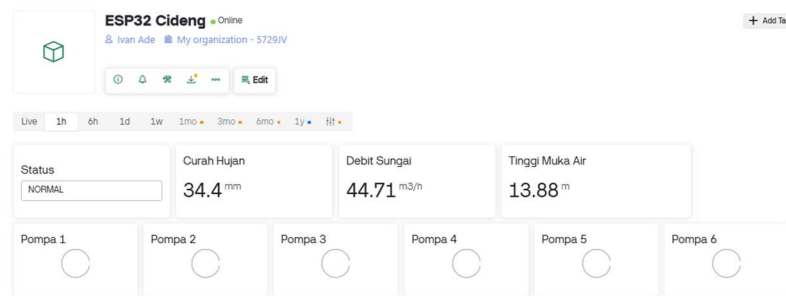 ESP32 Cideng Online
Ivan Ade My organization - 5729JV
+ Add Ta
Edit
Live 1h 6h 1d 1w 1mo 3mo 6mo 1y
Status
NORMAL
Curah Hujan
34.4 mm
Debit Sungai
44.71 m3/h
Tinggi Muka Air
13.88 m
Pompa 1 Pompa 2 Pompa 3 Pompa 4 Pompa 5 Pompa 6